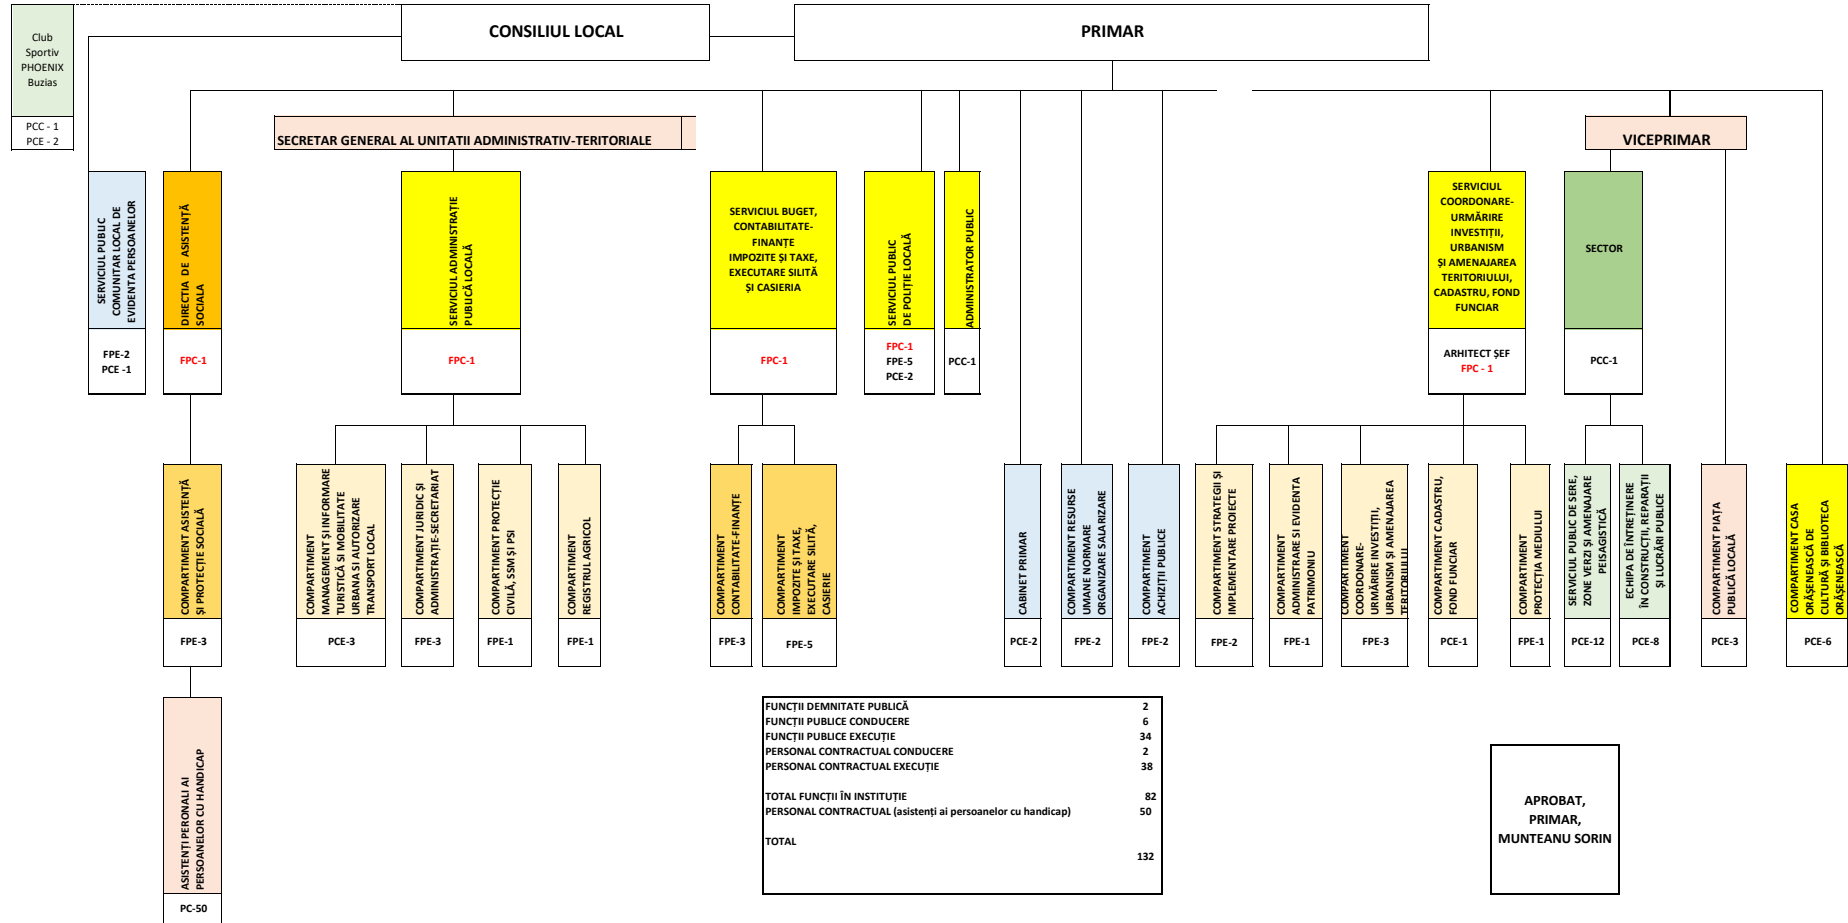 Club
Sportiv
PHOENIX
Buzias
PCC - 1
PCE - 2
CONSILIUL LOCAL
PRIMAR
SECRETAR GENERAL AL UNITATII ADMINISTRATIV-TERITORIALE
VICEPRIMAR
SERVICIUL PUBLIC
COMUNITAR LOCAL DE
EVIDENTA PERSOANELOR
FPE-2
PCE -1
DIRECTIA DE ASISTENȚĂ
SOCIALA
FPC-1
SERVICIUL ADMINISTRAȚIE
PUBLICĂ LOCALĂ
FPC-1
SERVICIUL BUGET,
CONTABILITATE-
FINANȚE
IMPOZITE ȘI TAXE,
EXECUTARE SILITĂ
ȘI CASIERIA
FPC-1
SERVICIUL PUBLIC
DE POLIȚIE LOCALĂ
FPC-1
FPE-5
PCE-2
ADMINISTRATOR PUBLIC
PCC-1
SERVICIUL
COORDONARE-
URMĂRIRE
INVESTIȚII,
URBANISM
ȘI AMENAJAREA
TERITORIULUI,
CADASTRU, FOND
FUNCIAR
ARHITECT ȘEF
FPC - 1
SECTOR
PCC-1
COMPARTIMENT ASISTENȚĂ
ȘI PROTECȚIE SOCIALĂ
FPE-3
COMPARTIMENT
MANAGEMENT ȘI INFORMARE
TURISTICĂ SI MOBILITATE
URBANA SI AUTORIZARE
TRANSPORT LOCAL
PCE-3
COMPARTIMENT JURIDIC ȘI
ADMINISTRAȚIE-SECRETARIAT
FPE-3
COMPARTIMENT PROTECȚIE
CIVILĂ, SSM ȘI PSI
FPE-1
COMPARTIMENT
REGISTRUL AGRICOL
FPE-1
COMPARTIMENT
CONTABILITATE-FINANȚE
FPE-3
COMPARTIMENT
IMPOZITE ȘI TAXE,
EXECUTARE SILITĂ,
CASIERIE
FPE-5
CABINET PRIMAR
PCE-2
COMPARTIMENT RESURSE
UMANE NORMARE
ORGANIZARE SALARIZARE
FPE-2
COMPARTIMENT
ACHIZIȚII PUBLICE
FPE-2
COMPARTIMENT STRATEGII ȘI
IMPLEMENTARE PROIECTE
FPE-2
COMPARTIMENT
ADMINISTRARE SI EVIDENTA
PATRIMONIU
FPE-1
COMPARTIMENT
COORDONARE-
URMĂRIRE INVESTIȚII,
URBANISM ȘI AMENAJAREA
TERITORIULUI
FPE-3
COMPARTIMENT CADASTRU,
FOND FUNCIAR
PCE-1
COMPARTIMENT
PROTECȚIA MEDIULUI
FPE-1
SERVICIUL PUBLIC DE SERE,
ZONE VERZI ȘI AMENAJARE
PEISAGISTICĂ
PCE-12
ECHIPA DE ÎNTREȚINERE
ÎN CONSTRUCȚII, REPARAȚII
ȘI LUCRĂRI PUBLICE
PCE-8
COMPARTIMENT PIAȚA
PUBLICĂ LOCALĂ
PCE-3
COMPARTIMENT CASA
ORĂȘENEASCĂ DE
CULTURĂ ȘI BIBLIOTECA
ORĂȘENEASCĂ
PCE-6
ASISTENȚI PERONALI AI
PERSOANELOR CU HANDICAP
PC-50
FUNCȚII DEMNITATE PUBLICĂ 2
FUNCȚII PUBLICE CONDUCERE 6
FUNCȚII PUBLICE EXECUTIE 34
PERSONAL CONTRACTUAL CONDUCERE 2
PERSONAL CONTRACTUAL EXECUȚIE 38
TOTAL FUNCȚII ÎN INSTITUȚIE 82
PERSONAL CONTRACTUAL (asistenți ai persoanelor cu handicap) 50
TOTAL
132
APROBAT,
PRIMAR,
MUNTEANU SORIN